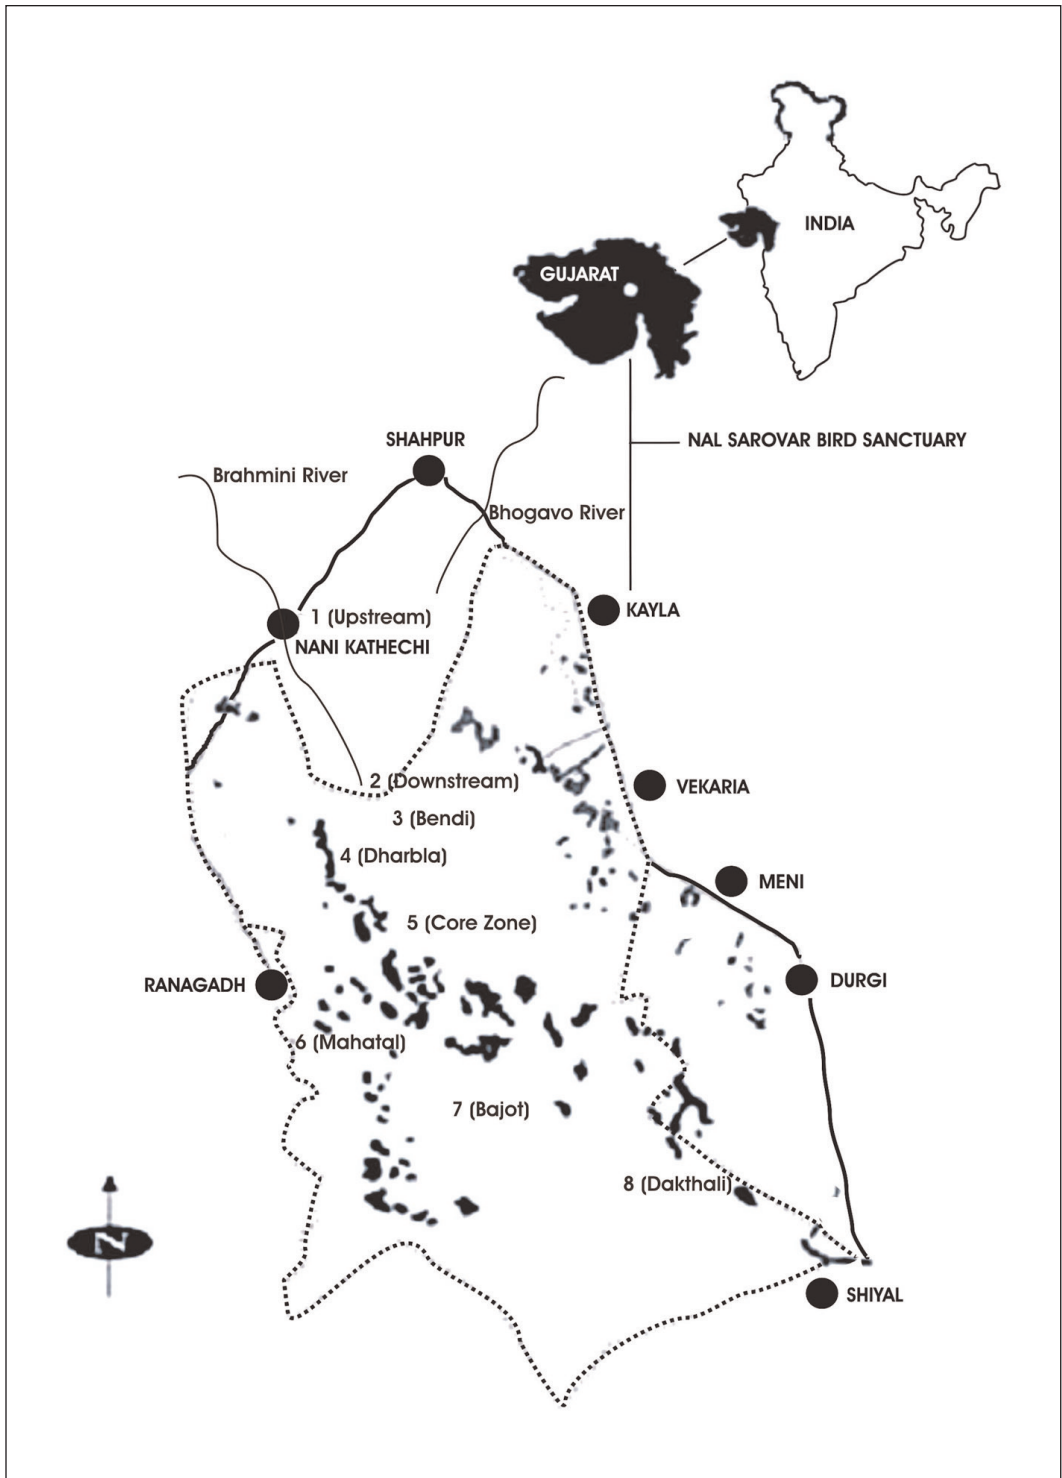 INDIA
GUJARAT
NAL SAROVAR BIRD SANCTUARY
SHAHPUR
Brahmini River
Bhogavo River
KAYLA
1 (Upstream)
NANI KATHECHI
2 (Downstream)
VEKARIA
3 (Bendi)
4 (Dharbla)
MENI
5 (Core Zone)
RANAGADH
DURGI
6 (Mahatal)
7 (Bajot)
8 (Dakthali)
N
SHIYAL